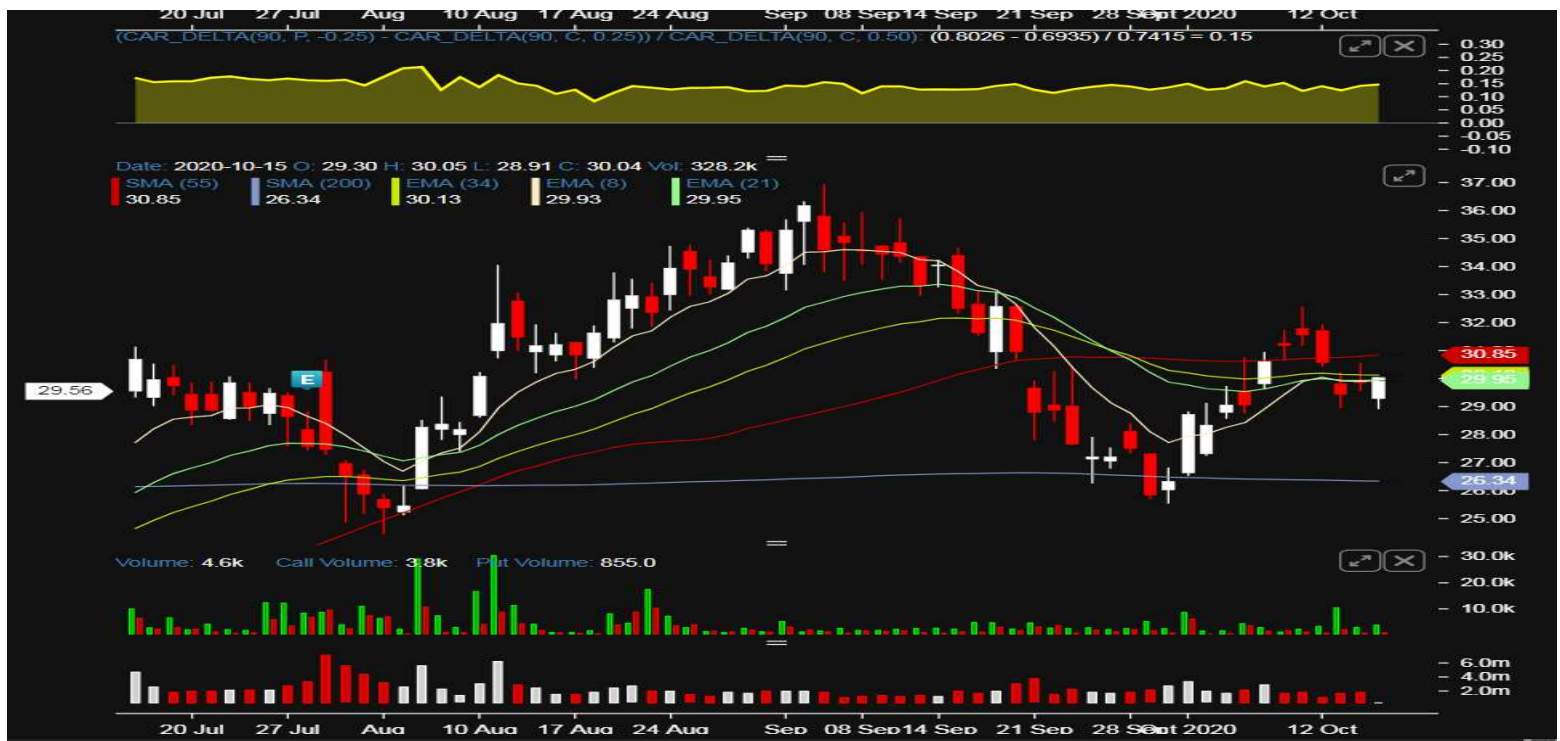 20 Jul 27 Jul Aug 10 Aug 17 Aug 24 Aug Sep 08 Sep 14 Sep 21 Sep 28 Sep 2020 12 Oct
(CAR_DELTA(90, P, -0.25) - CAR_DELTA(90, C, 0.25)) / CAR_DELTA(90, C, 0.50): (0.8026 - 0.6935) / 0.7415 = 0.15
0.30
0.25
0.20
0.15
0.10
0.05
0.00
-0.05
-0.10
Date: 2020-10-15 O: 29.30 H: 30.05 L: 28.91 C: 30.04 Vol: 328.2k
SMA (55) SMA (200) EMA (34) EMA (8) EMA (21)
30.85 26.34 30.13 29.93 29.95
37.00
36.00
35.00
34.00
33.00
32.00
30.85
E
29.95
29.56
29.00
28.00
27.00
26.34
26.00
25.00
Volume: 4.6k Call Volume: 3.8k Put Volume: 855.0
30.0k
20.0k
10.0k
6.0m
4.0m
2.0m
20 Jul 27 Jul Aug 10 Aug 17 Aug 24 Aug Sep 08 Sep 14 Sep 21 Sep 28 Sep 2020 12 Oct